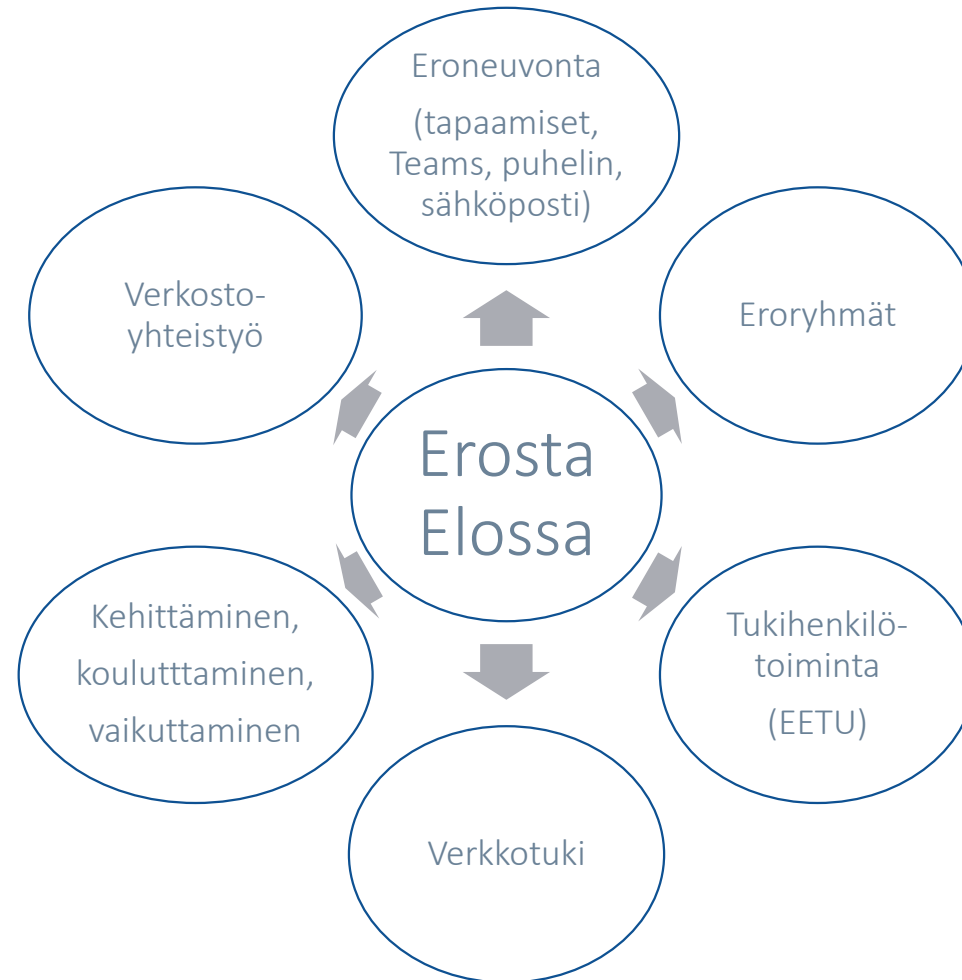 Eroneuvonta
(tapaamiset,
Teams, puhelin,
sähköposti)
Verkosto-
yhteistyö
Eroryhmät
Erosta
Elossa
Kehittäminen,
koulutttaminen,
vaikuttaminen
Tukihenkilö-
toiminta
(EETU)
Verkkotuki